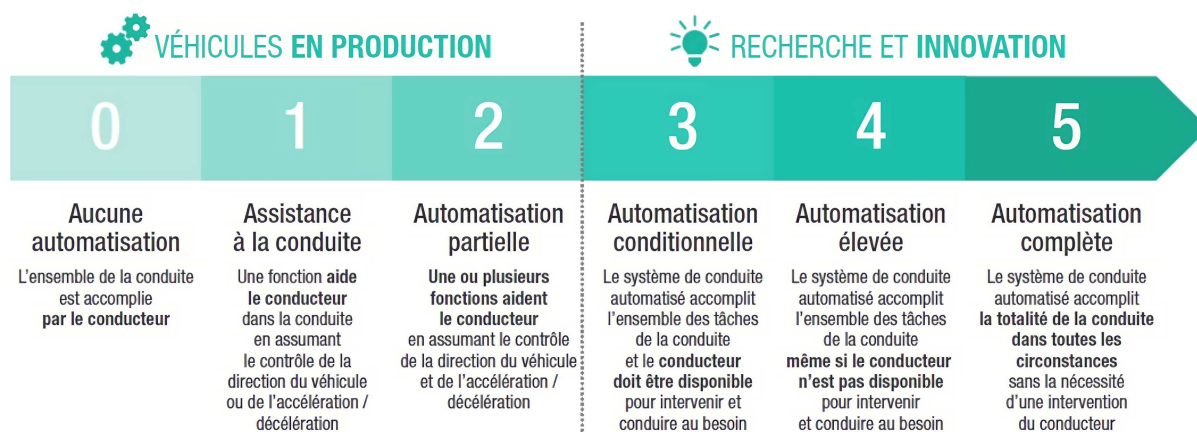 VÉHICULES EN PRODUCTION
RECHERCHE ET INNOVATION
0
1
2
3
4
5
Aucune
automatisation
L'ensemble de la conduite
est accomplie
par le conducteur
Assistance
à la conduite
Une fonction aide
le conducteur
dans la conduite
en assumant
le contrôle de la
direction du véhicule
ou de l'accélération /
décélération
Automatisation
partielle
Une ou plusieurs
fonctions aident
le conducteur
en assumant le contrôle
de la direction du véhicule
et de l'accélération /
décélération
Automatisation
conditionnelle
Le système de conduite
automatisé accomplit
l'ensemble des tâches
de la conduite
et le conducteur
doit être disponible
pour intervenir et
conduire au besoin
Automatisation
élevée
Le système de conduite
automatisé accomplit
l'ensemble des tâches
de la conduite
même si le conducteur
n'est pas disponible
pour intervenir
et conduire au besoin
Automatisation
complète
Le système de conduite
automatisé accomplit
la totalité de la conduite
dans toutes les
circonstances
sans la nécessité
d'une intervention
du conducteur